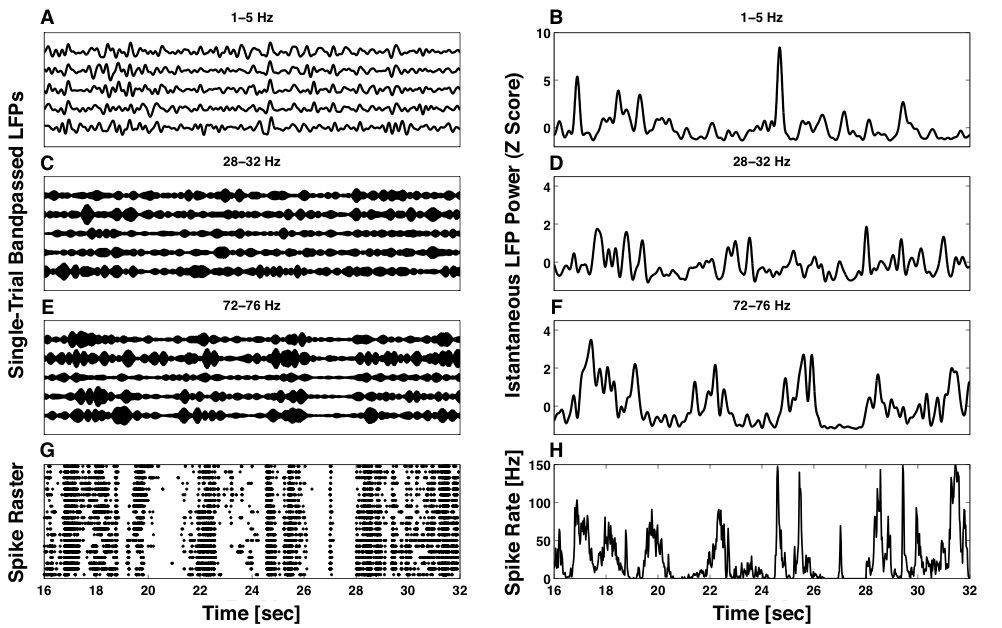 A
1–5 Hz
B
1–5 Hz
10
5
0
C
28–32 Hz
D
28–32 Hz
4
2
0
E
72–76 Hz
F
72–76 Hz
4
2
0
G
H
150
100
50
0
16 18 20 22 24 26 28 30 32
16 18 20 22 24 26 28 30 32
Time [sec]
Time [sec]
Single-Trial Bandpassed LFPs
Spike Raster
Istantaneous LFP Power (Z Score)
Spike Rate [Hz]